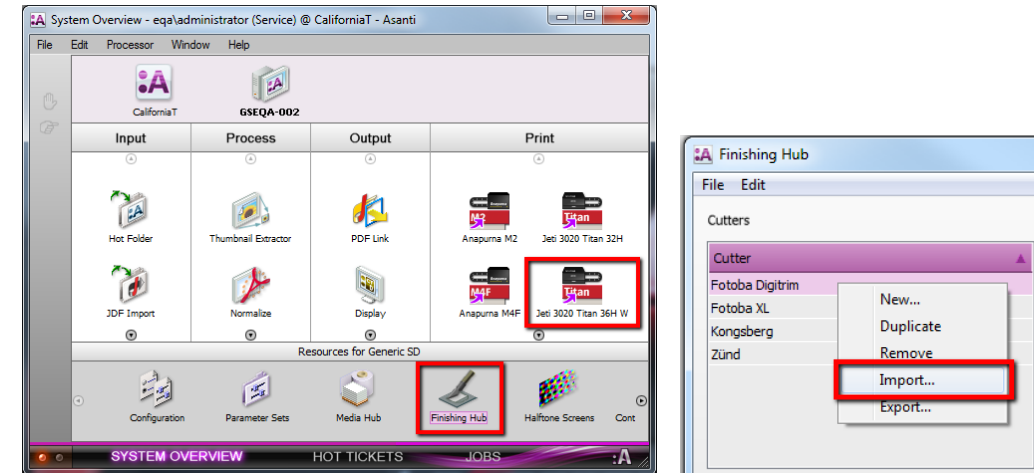 :A System Overview - eqa\administrator (Service) @ CaliforniaT - Asanti
File Edit Processor Window Help
:A
:A
CaliforniaT
GSEQA-002
Input Process Output Print
:A
M2
Titan
Hot Folder
Thumbnail Extractor
PDF Link
Anapurna M2
Jeti 3020 Titan 32H
M4F
Titan
JDF Import
Normalize
Display
Anapurna M4F
Jeti 3020 Titan 36H W
Resources for Generic SD
Configuration
Parameter Sets
Media Hub
Finishing Hub
Halftone Screens
Cont
SYSTEM OVERVIEW HOT TICKETS JOBS :A
:A Finishing Hub
File Edit
Cutters
Cutter
Fotoba Digitrim
Fotoba XL
Kongsberg
Zünd
New...
Duplicate
Remove
Import...
Export...